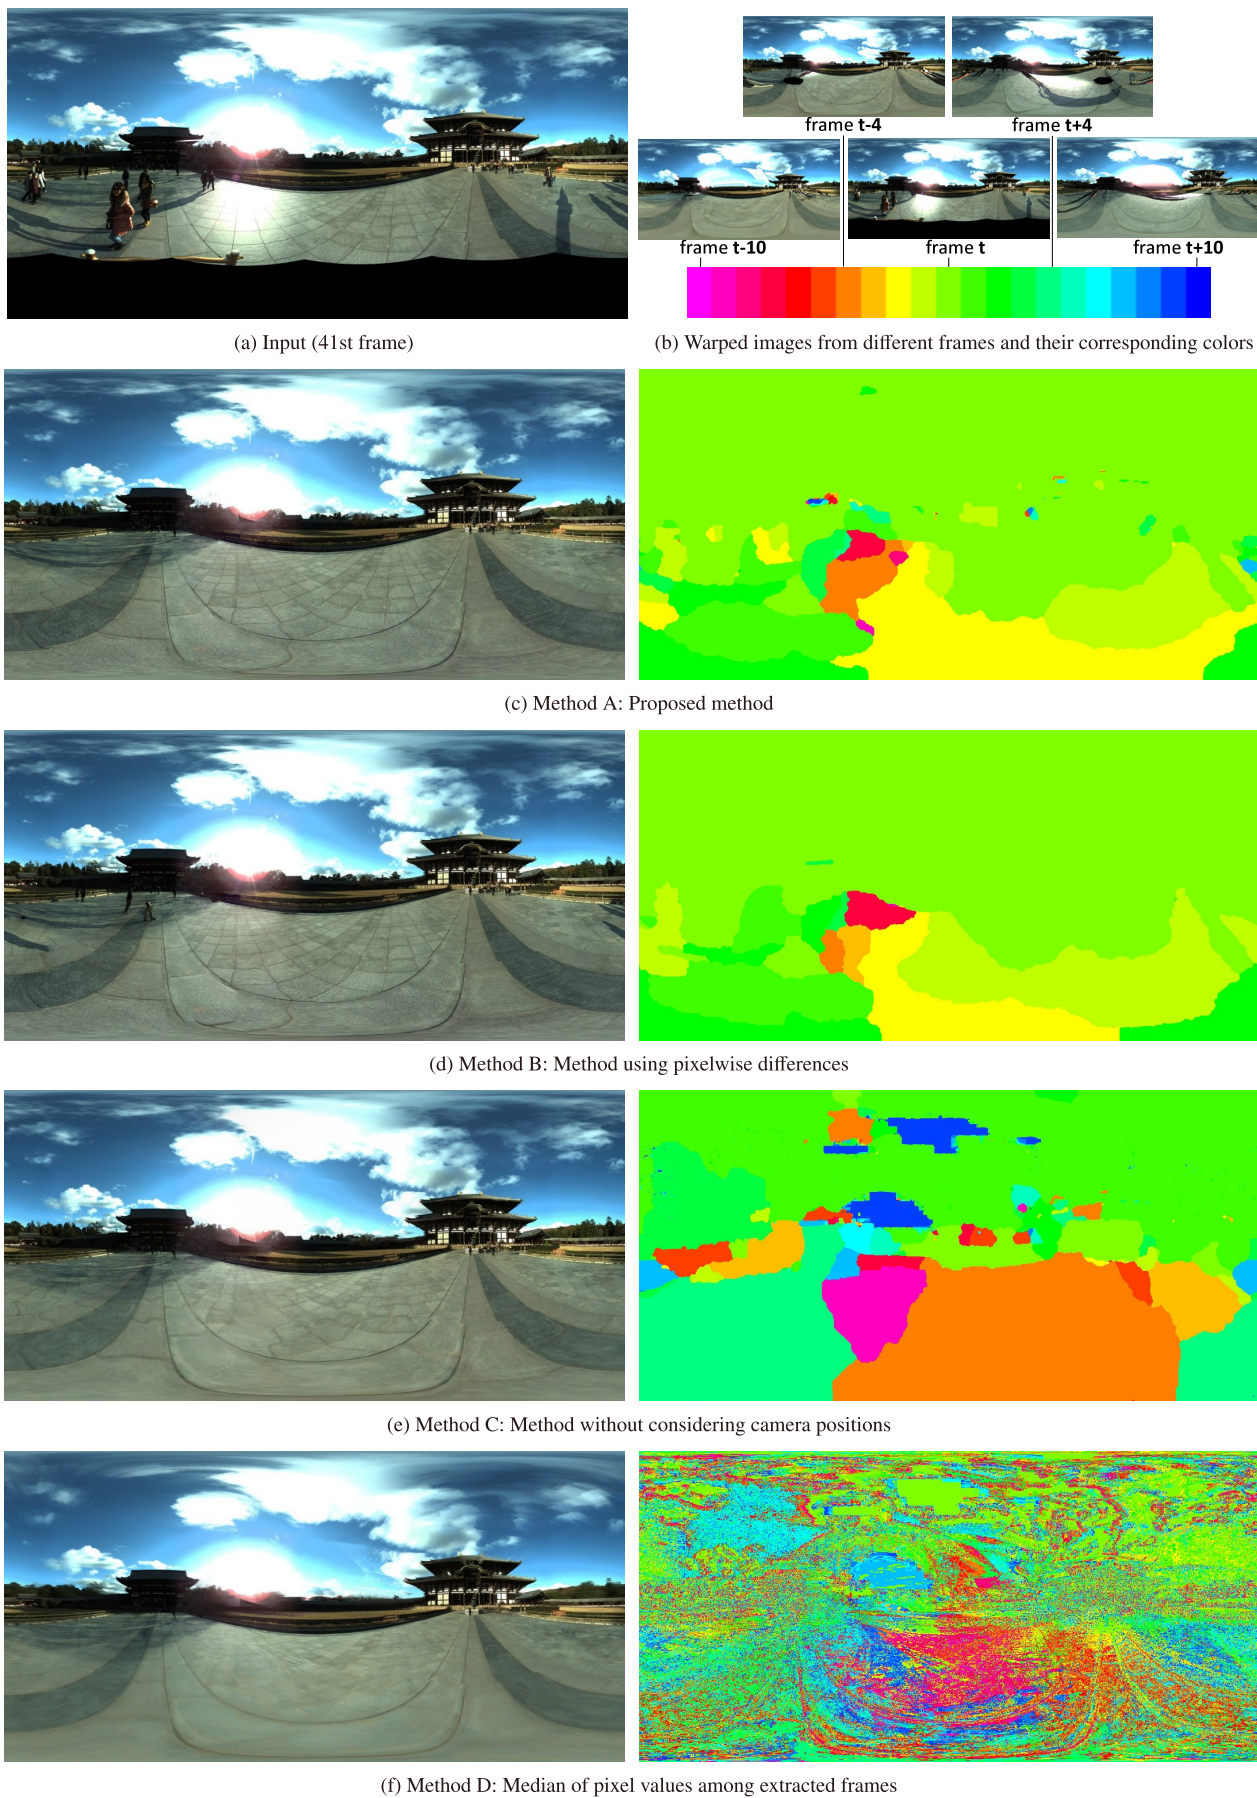 frame t-4
frame t+4
frame t-10
frame t
frame t+10
(a) Input (41st frame)
(b) Warped images from different frames and their corresponding colors
(c) Method A: Proposed method
(d) Method B: Method using pixelwise differences
(e) Method C: Method without considering camera positions
(f) Method D: Median of pixel values among extracted frames